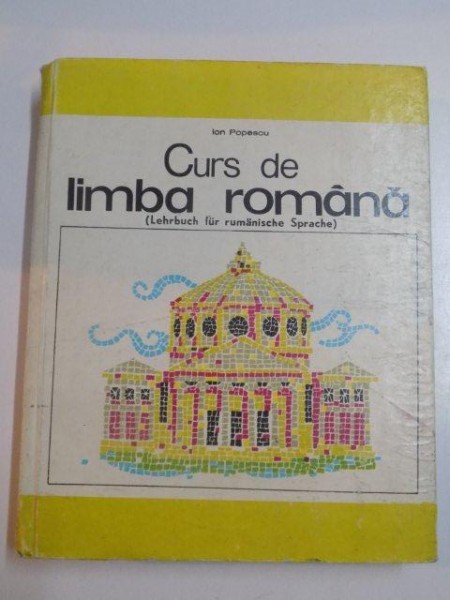 Ion Popescu
Curs de
limba română
(Lehrbuch für rumänische Sprache)